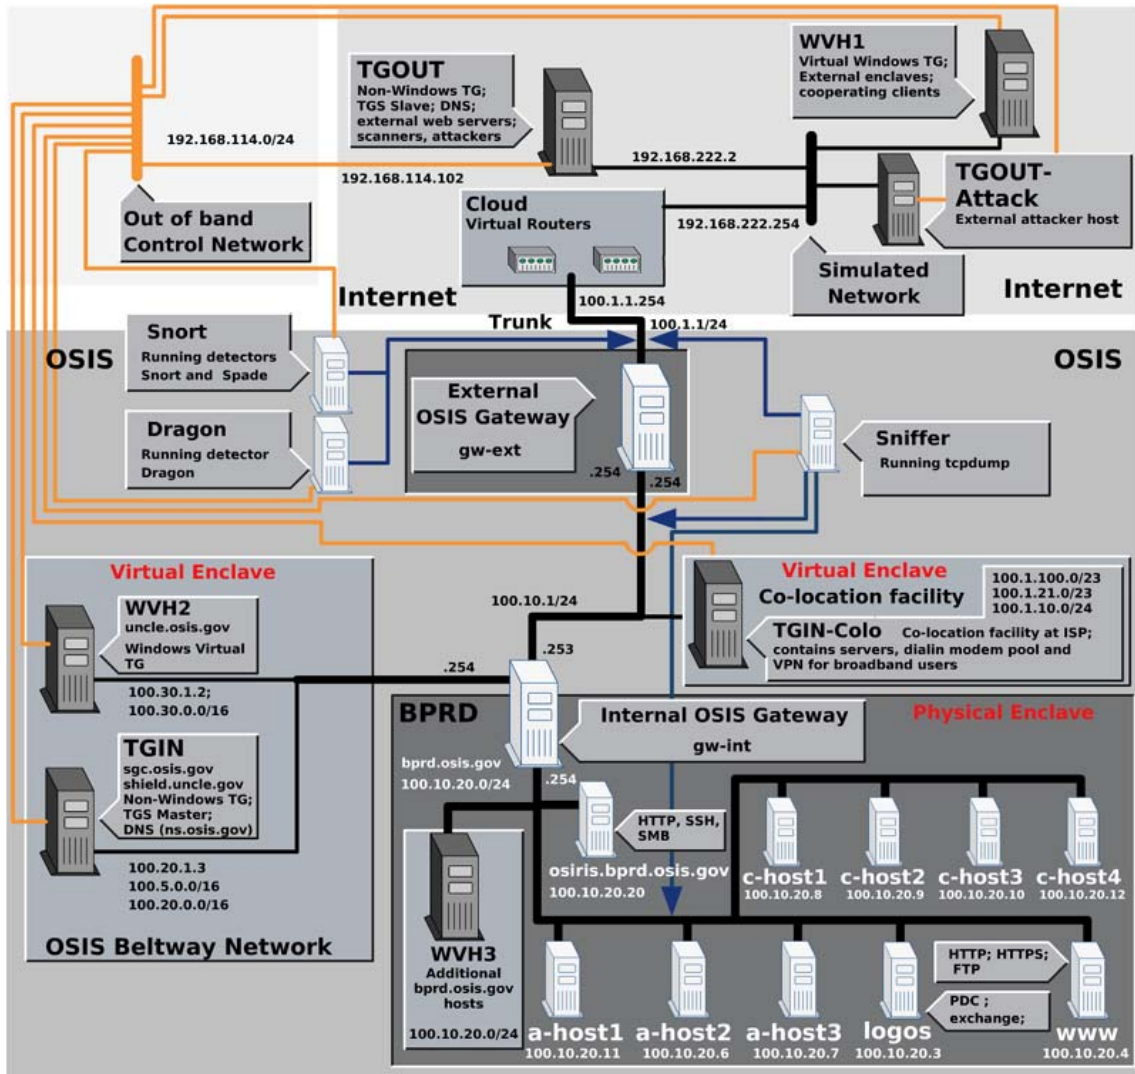 TGOUT
Non-Windows TG;
TGS Slave; DNS;
external web servers;
scanners, attackers
WVH1
Virtual Windows TG;
External enclaves;
cooperating clients
192.168.114.0/24
192.168.114.102
192.168.222.2
Out of band
Control Network
Cloud
Virtual Routers
192.168.222.254
TGOUT-
Attack
External attacker host
Simulated
Network
Internet
Internet
100.1.1.254
Trunk
100.1.1/24
OSIS
OSIS
Snort
Running detectors
Snort and Spade
External
OSIS Gateway
gw-ext
Dragon
Running detector
Dragon
Sniffer
Running tcpdump
.254
.254
Virtual Enclave
WVH2
uncle.osis.gov
Windows Virtual
TG
100.30.1.2;
100.30.0.0/16
TGIN
sgc.osis.gov
shield.uncle.gov
Non-Windows TG;
TGS Master;
DNS (ns.osis.gov)
100.20.1.3
100.5.0.0/16
100.20.0.0/16
OSIS Beltway Network
100.10.1/24
.253
.254
Virtual Enclave
Co-location facility
100.1.100.0/23
100.1.21.0/23
100.1.10.0/24
TGIN-Colo Co-location facility at ISP;
contains servers, dialin modem pool and
VPN for broadband users
BPRD
Internal OSIS Gateway
gw-int
Physical Enclave
bprd.osis.gov
100.10.20.0/24
.254
HTTP, SSH,
SMB
osiris.bprd.osis.gov
100.10.20.20
c-host1
100.10.20.8
c-host2
100.10.20.9
c-host3
100.10.20.10
c-host4
100.10.20.12
WVH3
Additional
bprd.osis.gov
hosts
100.10.20.0/24
HTTP; HTTPS;
FTP
PDC ;
exchange;
a-host1
100.10.20.11
a-host2
100.10.20.6
a-host3
100.10.20.7
logos
100.10.20.3
www
100.10.20.4